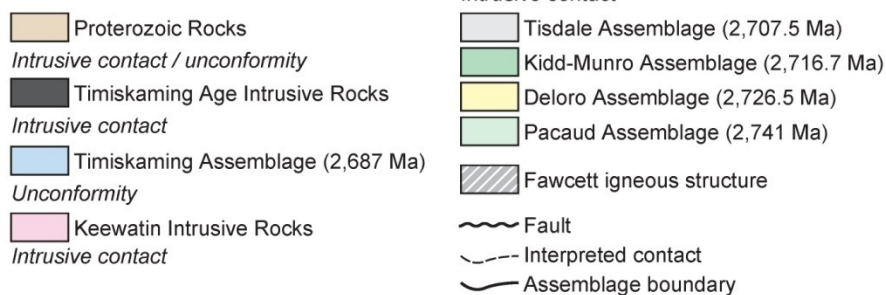 Proterozoic Rocks
Intrusive contact / unconformity
Timiskaming Age Intrusive Rocks
Intrusive contact
Timiskaming Assemblage (2,687 Ma)
Unconformity
Keewatin Intrusive Rocks
Intrusive contact
Tisdale Assemblage (2,707.5 Ma)
Kidd-Munro Assemblage (2,716.7 Ma)
Deloro Assemblage (2,726.5 Ma)
Pacaud Assemblage (2,741 Ma)
Fawcett igneous structure
Fault
Interpreted contact
Assemblage boundary